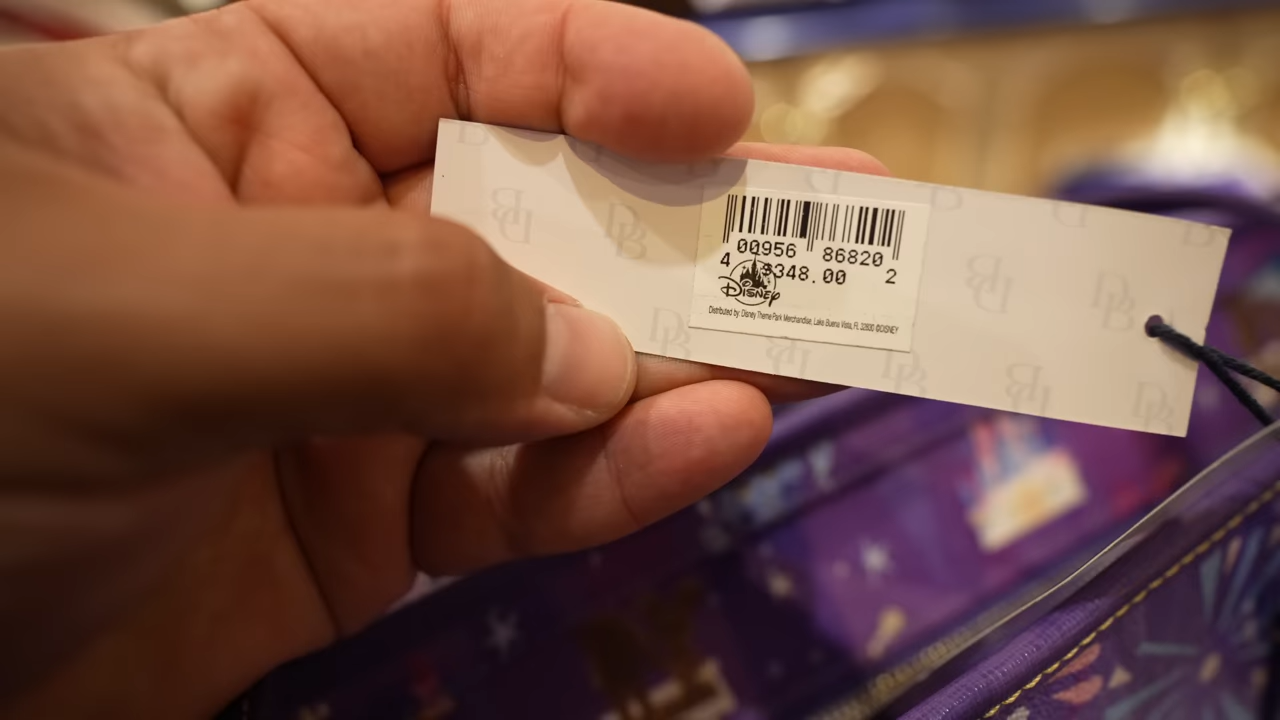 00956 86820
4 $348.00 2
DISNEY
Distributed by: Disney Theme Park Merchandise, Lake Buena Vista, FL 32830 ©DISNEY